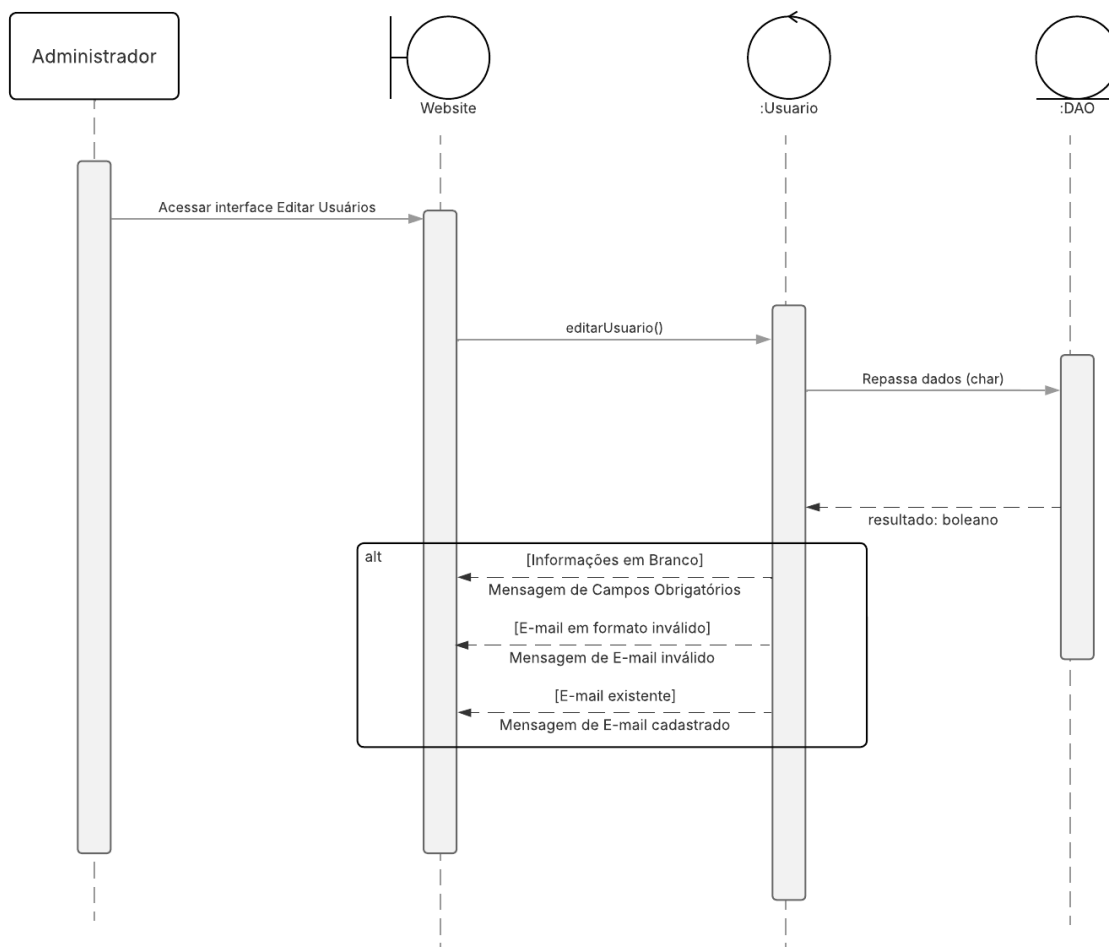 Administrador
Website
:Usuario
:DAO
Acessar interface Editar Usuários
editarUsuario()
Repassa dados (char)
resultado: boleano
alt
[Informações em Branco]
Mensagem de Campos Obrigatórios
[E-mail em formato inválido]
Mensagem de E-mail inválido
[E-mail existente]
Mensagem de E-mail cadastrado